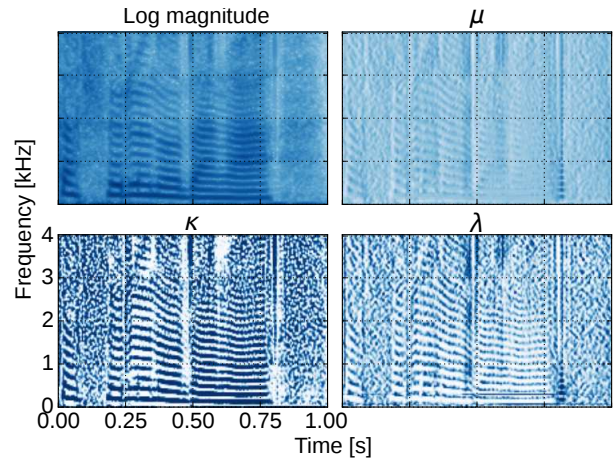 Log magnitude
μ
κ
λ
Frequency [kHz]
4
3
2
1
0
0.00 0.25 0.50 0.75 1.00
Time [s]